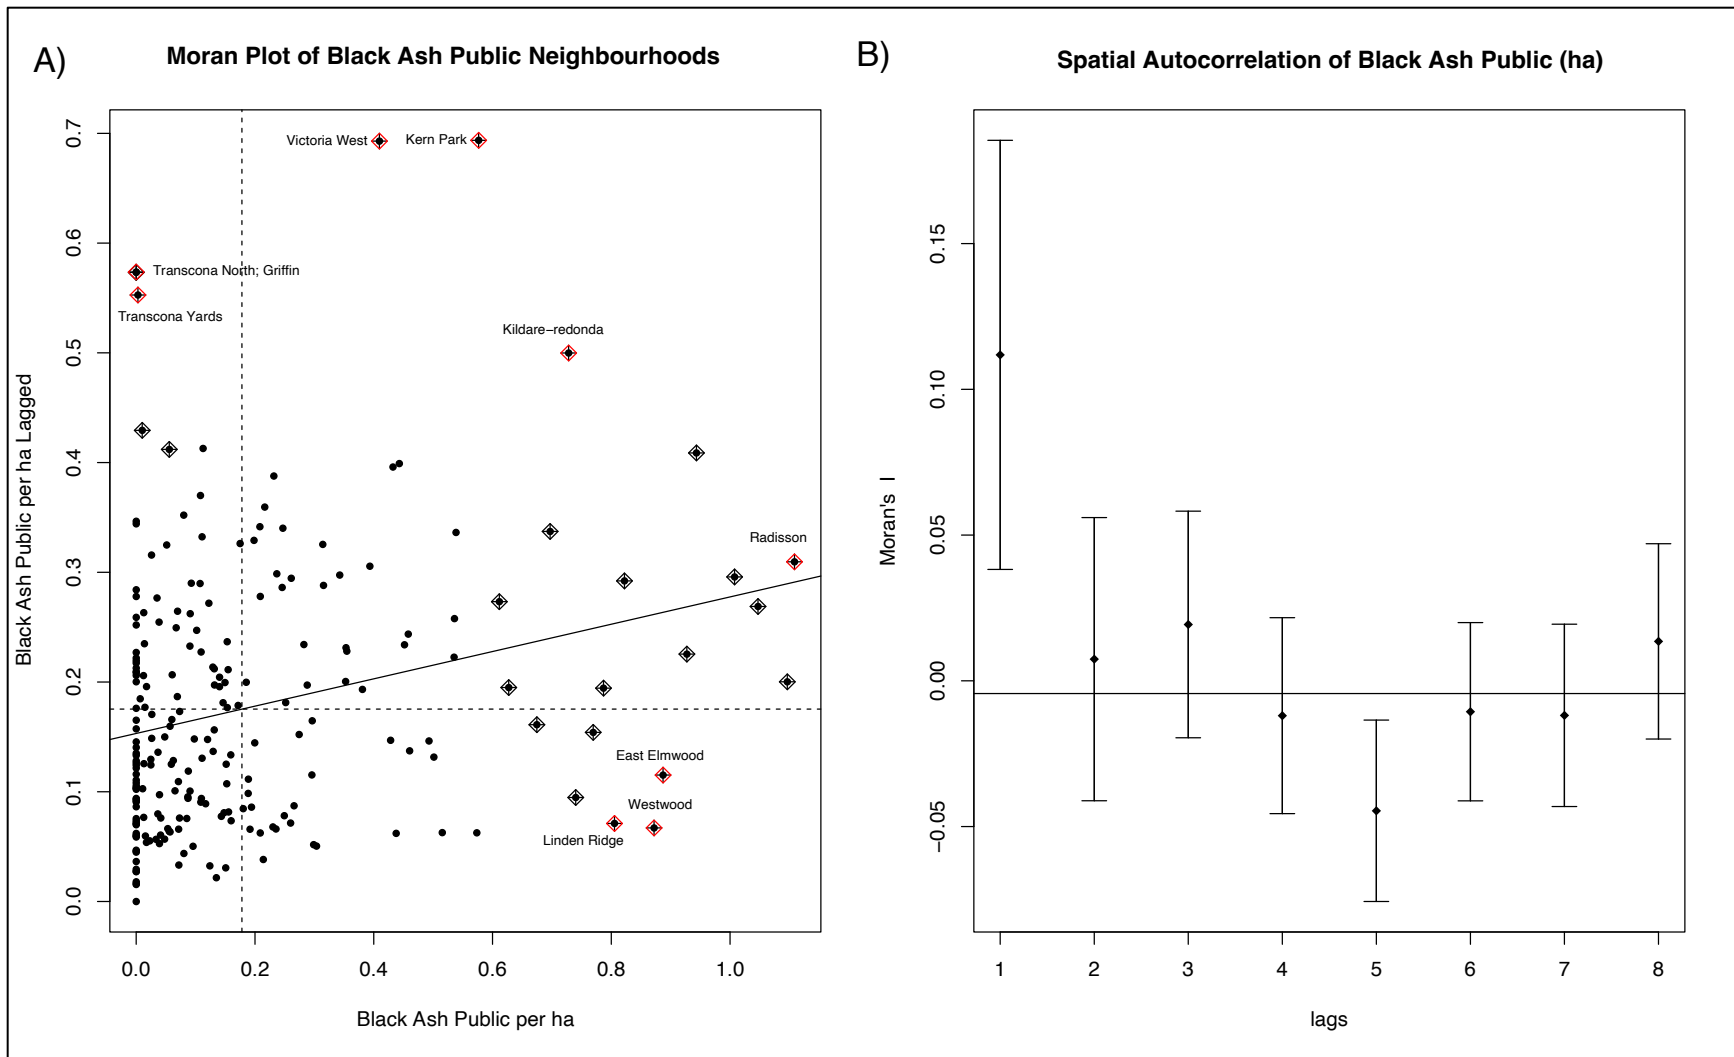 A)
Moran Plot of Black Ash Public Neighbourhoods
Black Ash Public per ha Lagged
0.7
0.6
0.5
0.4
0.3
0.2
0.1
0.0
Victoria West
Kern Park
Transcona North; Griffin
Transcona Yards
Kildare−redonda
Radisson
East Elmwood
Westwood
Linden Ridge
0.0 0.2 0.4 0.6 0.8 1.0
Black Ash Public per ha
B)
Spatial Autocorrelation of Black Ash Public (ha)
Moran's I
0.15
0.10
0.05
0.00
−0.05
1 2 3 4 5 6 7 8
lags